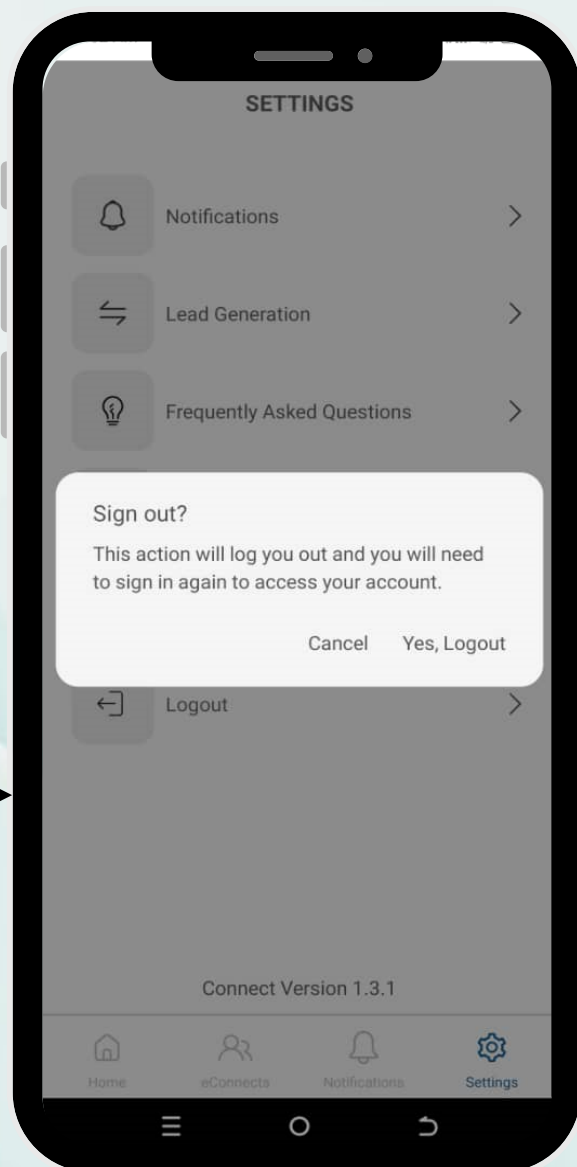 SETTINGS
Notifications
Lead Generation
Frequently Asked Questions
Sign out?
This action will log you out and you will need
to sign in again to access your account.
Cancel Yes, Logout
Logout
Connect Version 1.3.1
Home eConnects Notifications Settings